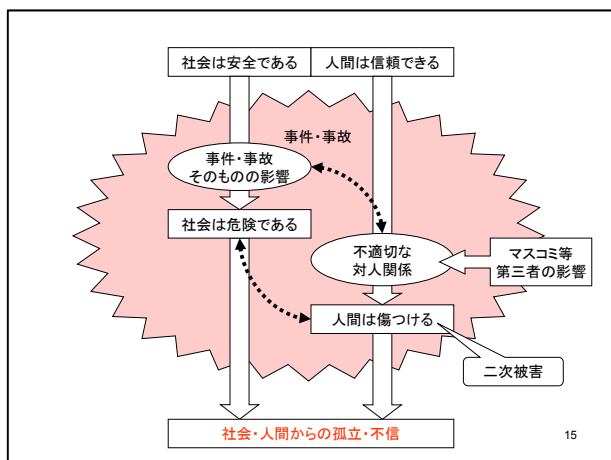 社会は安全である
人間は信頼できる
事件・事故
事件・事故
そのものの影響
社会は危険である
不適切な
対人関係
マスコミ等
第三者の影響
人間は傷つける
二次被害
社会・人間からの孤立・不信
15